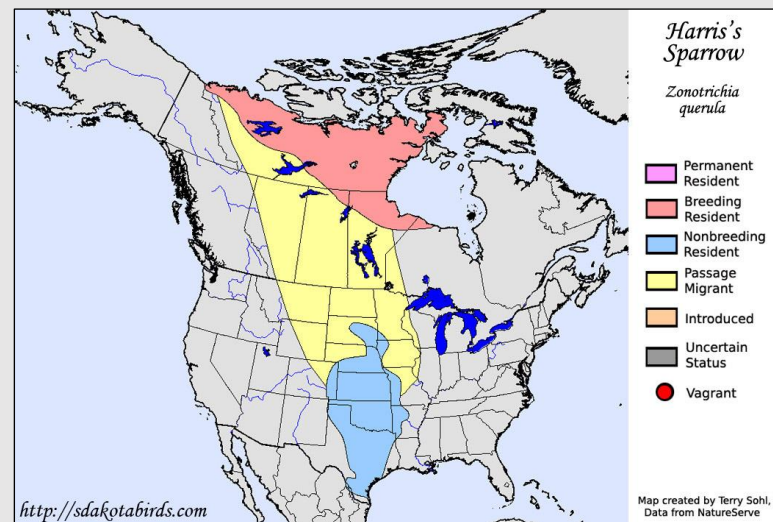 Harris's
Sparrow
Zonotrichia
querula
Permanent
Resident
Breeding
Resident
Nonbreeding
Resident
Passage
Migrant
Introduced
Uncertain
Status
Vagrant
http://sdakotabirds.com
Map created by Terry Sohl,
Data from NatureServe